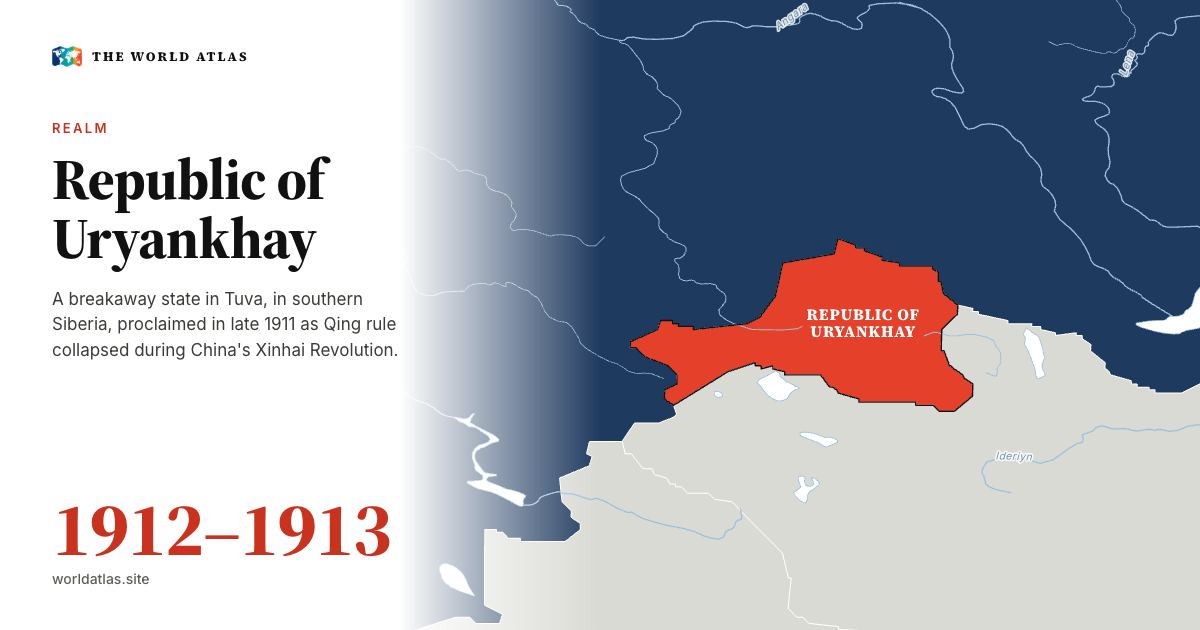 THE WORLD ATLAS
REALM
Republic of
Uryankhay
A breakaway state in Tuva, in southern
Siberia, proclaimed in late 1911 as Qing rule
collapsed during China's Xinhai Revolution.
1912–1913
worldatlas.site
Angara
Lena
REPUBLIC OF
URYANKHAY
Ideriyn